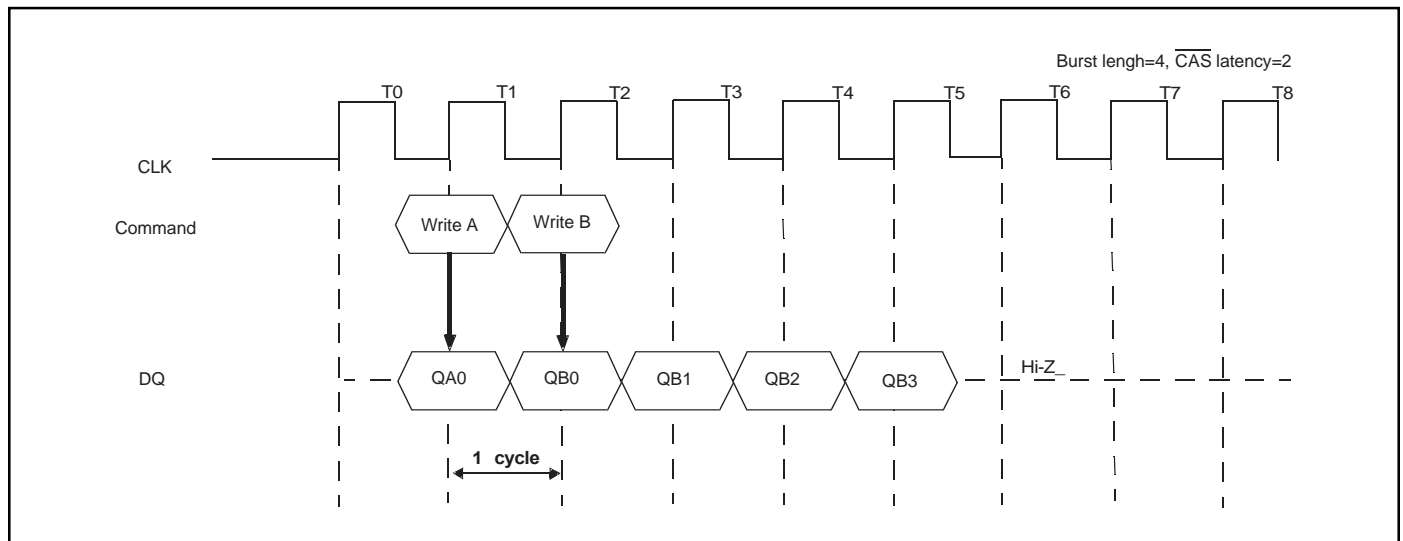 Burst lengh=4, CAS latency=2
T0 T1 T2 T3 T4 T5 T6 T7 T8
CLK
Command Write A Write B
DQ QA0 QB0 QB1 QB2 QB3 Hi-Z_
1 cycle